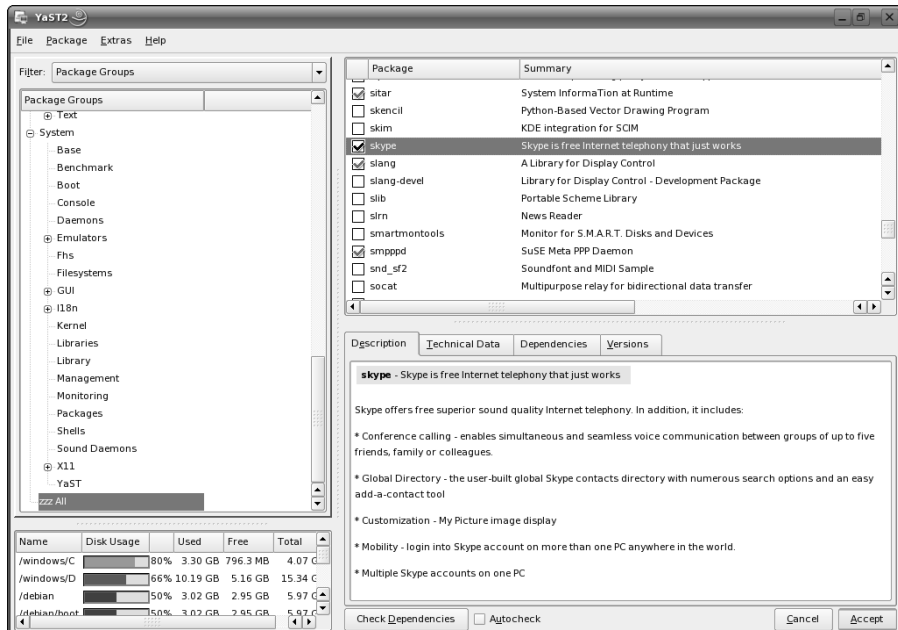 YaST2
File Package Extras Help
Filter: Package Groups
Package Groups
Text
System
Base
Benchmark
Boot
Console
Daemons
Emulators
Fhs
Filesystems
GUI
I18n
Kernel
Libraries
Library
Management
Monitoring
Packages
Shells
Sound Daemons
X11
YaST
zzz All
Name Disk Usage Used Free Total
/windows/C 80% 3.30 GB 796.3 MB 4.07 G
/windows/D 66% 10.19 GB 5.16 GB 15.34 G
/debian 50% 3.02 GB 2.95 GB 5.97 G
/debian/boot 50% 3.02 GB 2.95 GB 5.97 G
Package Summary
sitar System InformaTion at Runtime
skencil Python-Based Vector Drawing Program
skim KDE integration for SCIM
skype Skype is free Internet telephony that just works
slang A Library for Display Control
slang-devel Library for Display Control - Development Package
slib Portable Scheme Library
slrn News Reader
smartmontools Monitor for S.M.A.R.T. Disks and Devices
smpppd SuSE Meta PPP Daemon
snd_sf2 Soundfont and MIDI Sample
socat Multipurpose relay for bidirectional data transfer
Description Technical Data Dependencies Versions
skype - Skype is free Internet telephony that just works
Skype offers free superior sound quality Internet telephony. In addition, it includes:
* Conference calling - enables simultaneous and seamless voice communication between groups of up to five
friends, family or colleagues.
* Global Directory - the user-built global Skype contacts directory with numerous search options and an easy
add-a-contact tool
* Customization - My Picture image display
* Mobility - login into Skype account on more than one PC anywhere in the world.
* Multiple Skype accounts on one PC
Check Dependencies Autocheck Cancel Accept